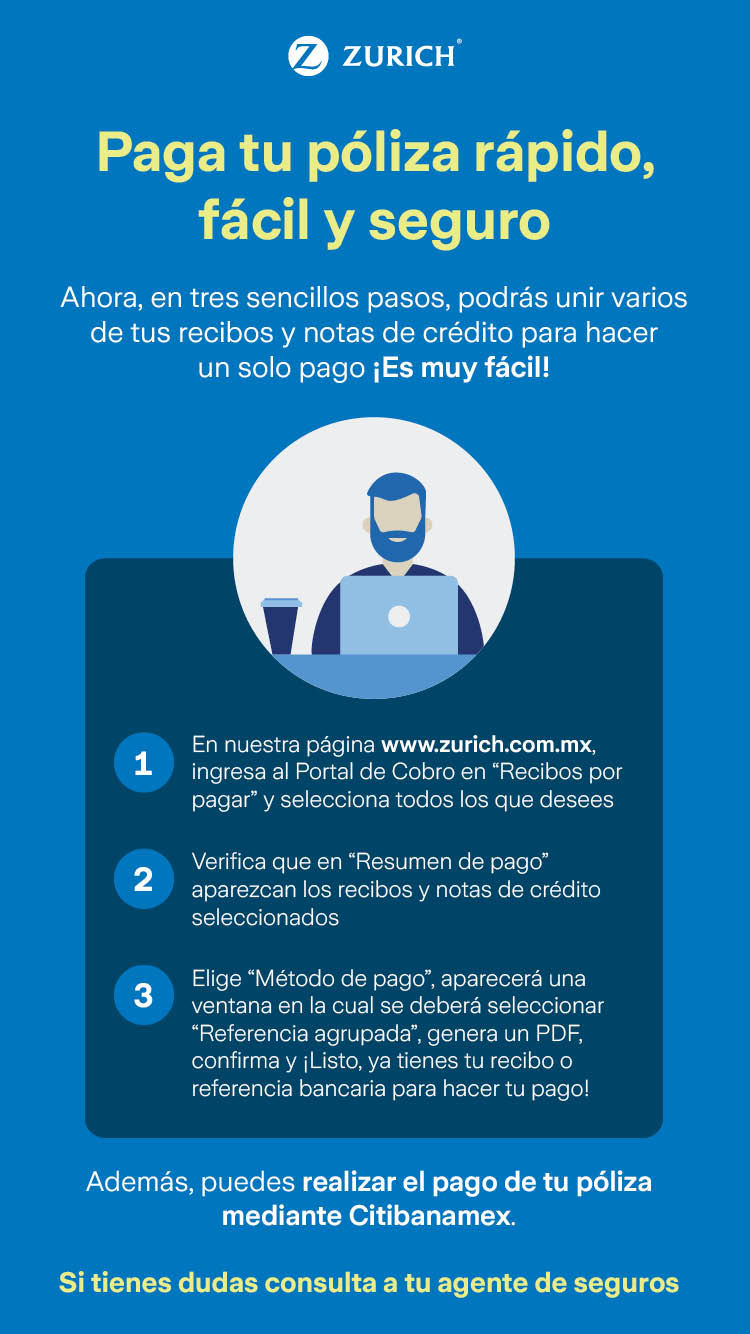 ZURICH®
Paga tu póliza rápido,
fácil y seguro
Ahora, en tres sencillos pasos, podrás unir varios
de tus recibos y notas de crédito para hacer
un solo pago ¡Es muy fácil!
1
En nuestra página www.zurich.com.mx,
ingresa al Portal de Cobro en “Recibos por
pagar” y selecciona todos los que desees
2
Verifica que en “Resumen de pago”
aparezcan los recibos y notas de crédito
seleccionados
3
Elige “Método de pago”, aparecerá una
ventana en la cual se deberá seleccionar
“Referencia agrupada”, genera un PDF,
confirma y ¡Listo, ya tienes tu recibo o
referencia bancaria para hacer tu pago!
Además, puedes realizar el pago de tu póliza
mediante Citibanamex.
Si tienes dudas consulta a tu agente de seguros